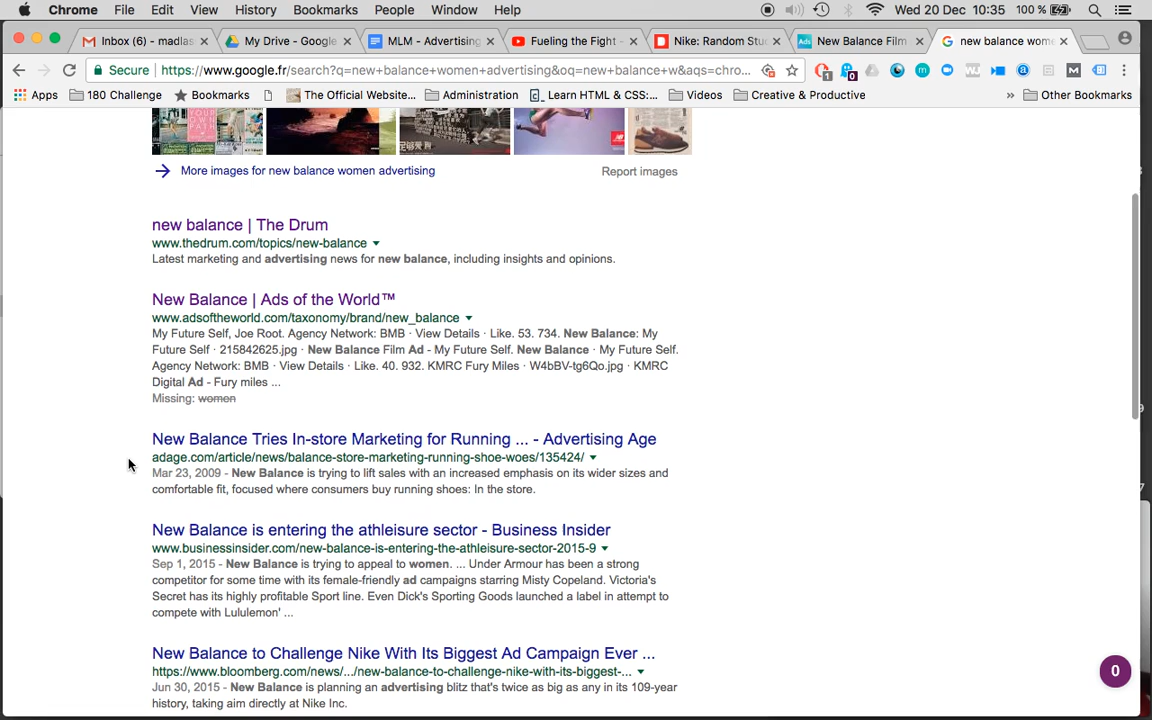 Chrome File Edit View History Bookmarks People Window Help Wed 20 Dec 10:35 100 %
Inbox (6) - madlas My Drive - Google MLM - Advertising Fueling the Fight - Nike: Random Stu New Balance Film new balance wome
Secure https://www.google.fr/search?q=new+balance+women+advertising&oq=new+balance+w&aqs=chro...
Apps 180 Challenge Bookmarks The Official Website... Administration Learn HTML & CSS:... Videos Creative & Productive » Other Bookmarks
More images for new balance women advertising Report images
new balance | The Drum
www.thedrum.com/topics/new-balance
Latest marketing and advertising news for new balance, including insights and opinions.
New Balance | Ads of the World™
www.adsoftheworld.com/taxonomy/brand/new_balance
My Future Self, Joe Root. Agency Network: BMB · View Details · Like. 53. 734. New Balance: My
Future Self · 215842625.jpg · New Balance Film Ad - My Future Self. New Balance · My Future Self.
Agency Network: BMB · View Details · Like. 40. 932. KMRC Fury Miles · W4bBV-tg6Qo.jpg · KMRC
Digital Ad - Fury miles ...
Missing: women
New Balance Tries In-store Marketing for Running ... - Advertising Age
adage.com/article/news/balance-store-marketing-running-shoe-woes/135424/
Mar 23, 2009 - New Balance is trying to lift sales with an increased emphasis on its wider sizes and
comfortable fit, focused where consumers buy running shoes: In the store.
New Balance is entering the athleisure sector - Business Insider
www.businessinsider.com/new-balance-is-entering-the-athleisure-sector-2015-9
Sep 1, 2015 - New Balance is trying to appeal to women. ... Under Armour has been a strong
competitor for some time with its female-friendly ad campaigns starring Misty Copeland. Victoria's
Secret has its highly profitable Sport line. Even Dick's Sporting Goods launched a label in attempt to
compete with Lululemon' ...
New Balance to Challenge Nike With Its Biggest Ad Campaign Ever ...
https://www.bloomberg.com/news/.../new-balance-to-challenge-nike-with-its-biggest-...
Jun 30, 2015 - New Balance is planning an advertising blitz that's twice as big as any in its 109-year
history, taking aim directly at Nike Inc.
0